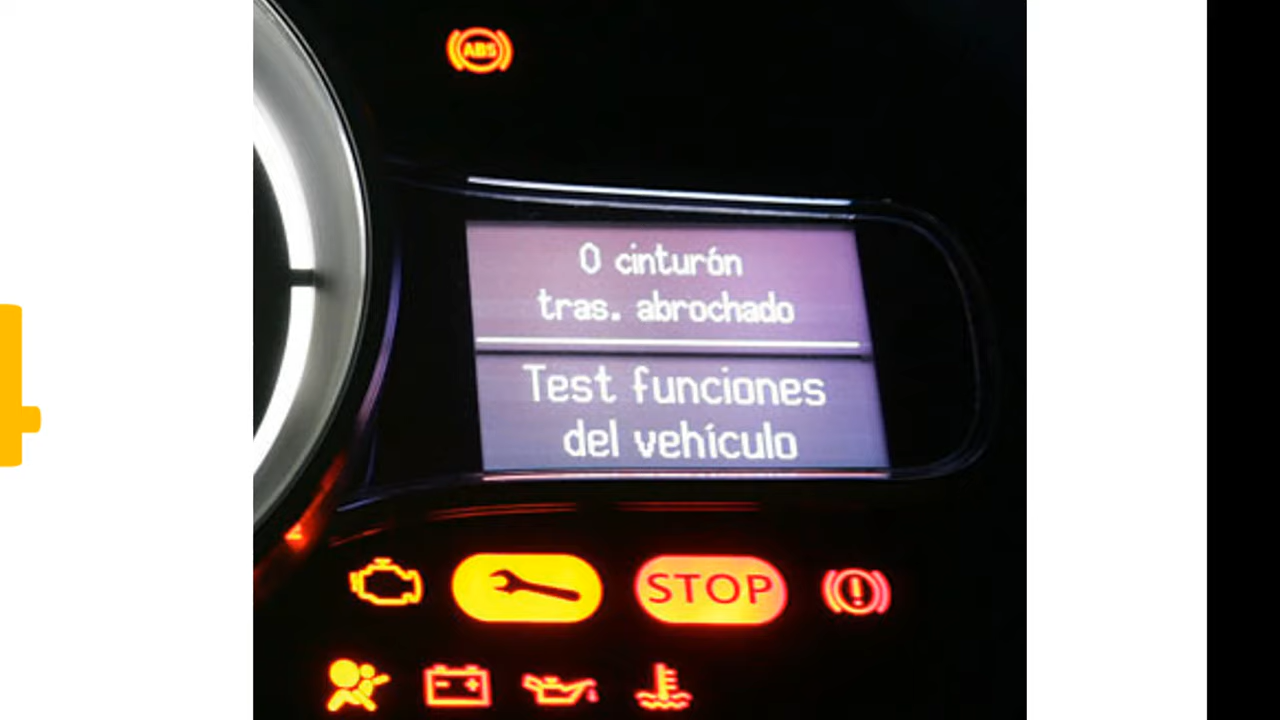 ABS
0 cinturón
tras. abrochado
Test funciones
del vehículo
STOP